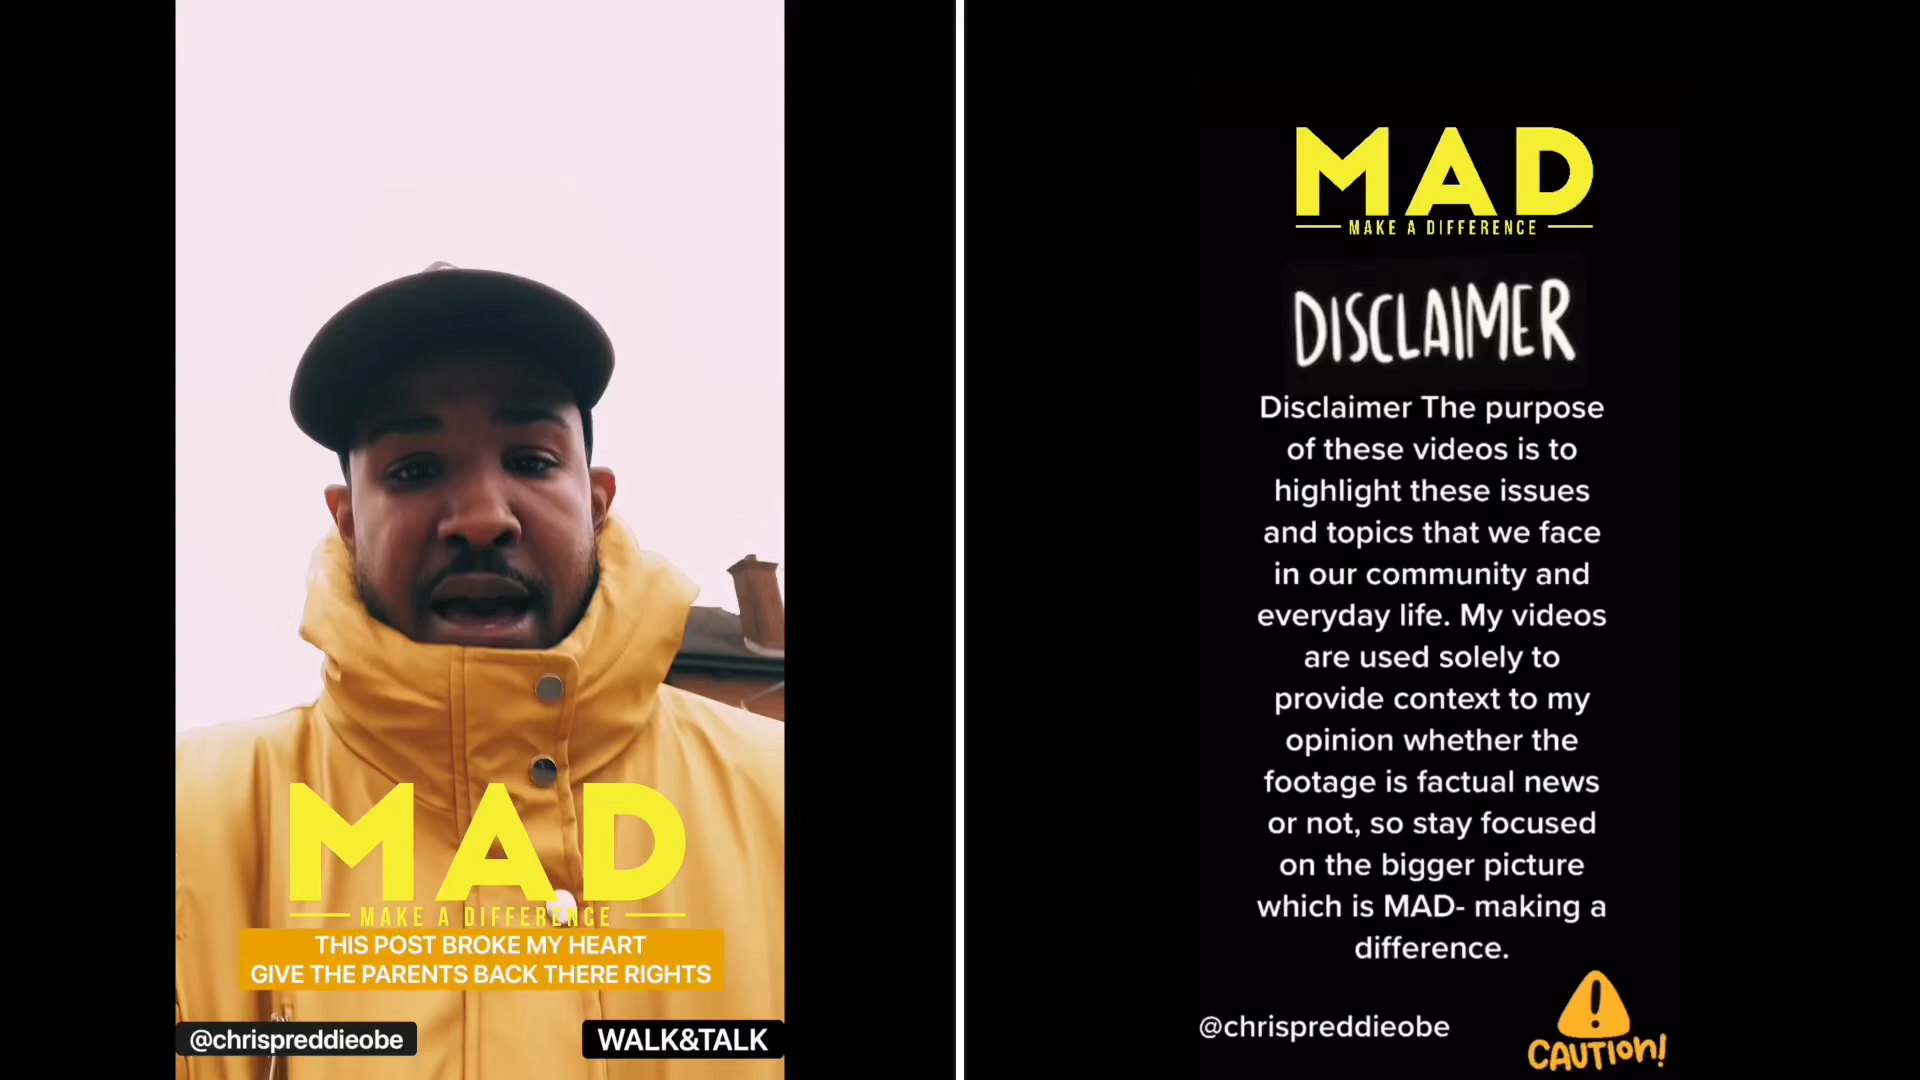 MAD
MAKE A DIFFERENCE
THIS POST BROKE MY HEART
GIVE THE PARENTS BACK THERE RIGHTS
@chrispreddieobe
WALK&TALK
MAD
MAKE A DIFFERENCE
DISCLAIMER
Disclaimer The purpose
of these videos is to
highlight these issues
and topics that we face
in our community and
everyday life. My videos
are used solely to
provide context to my
opinion whether the
footage is factual news
or not, so stay focused
on the bigger picture
which is MAD- making a
difference.
@chrispreddieobe
CAUTION!